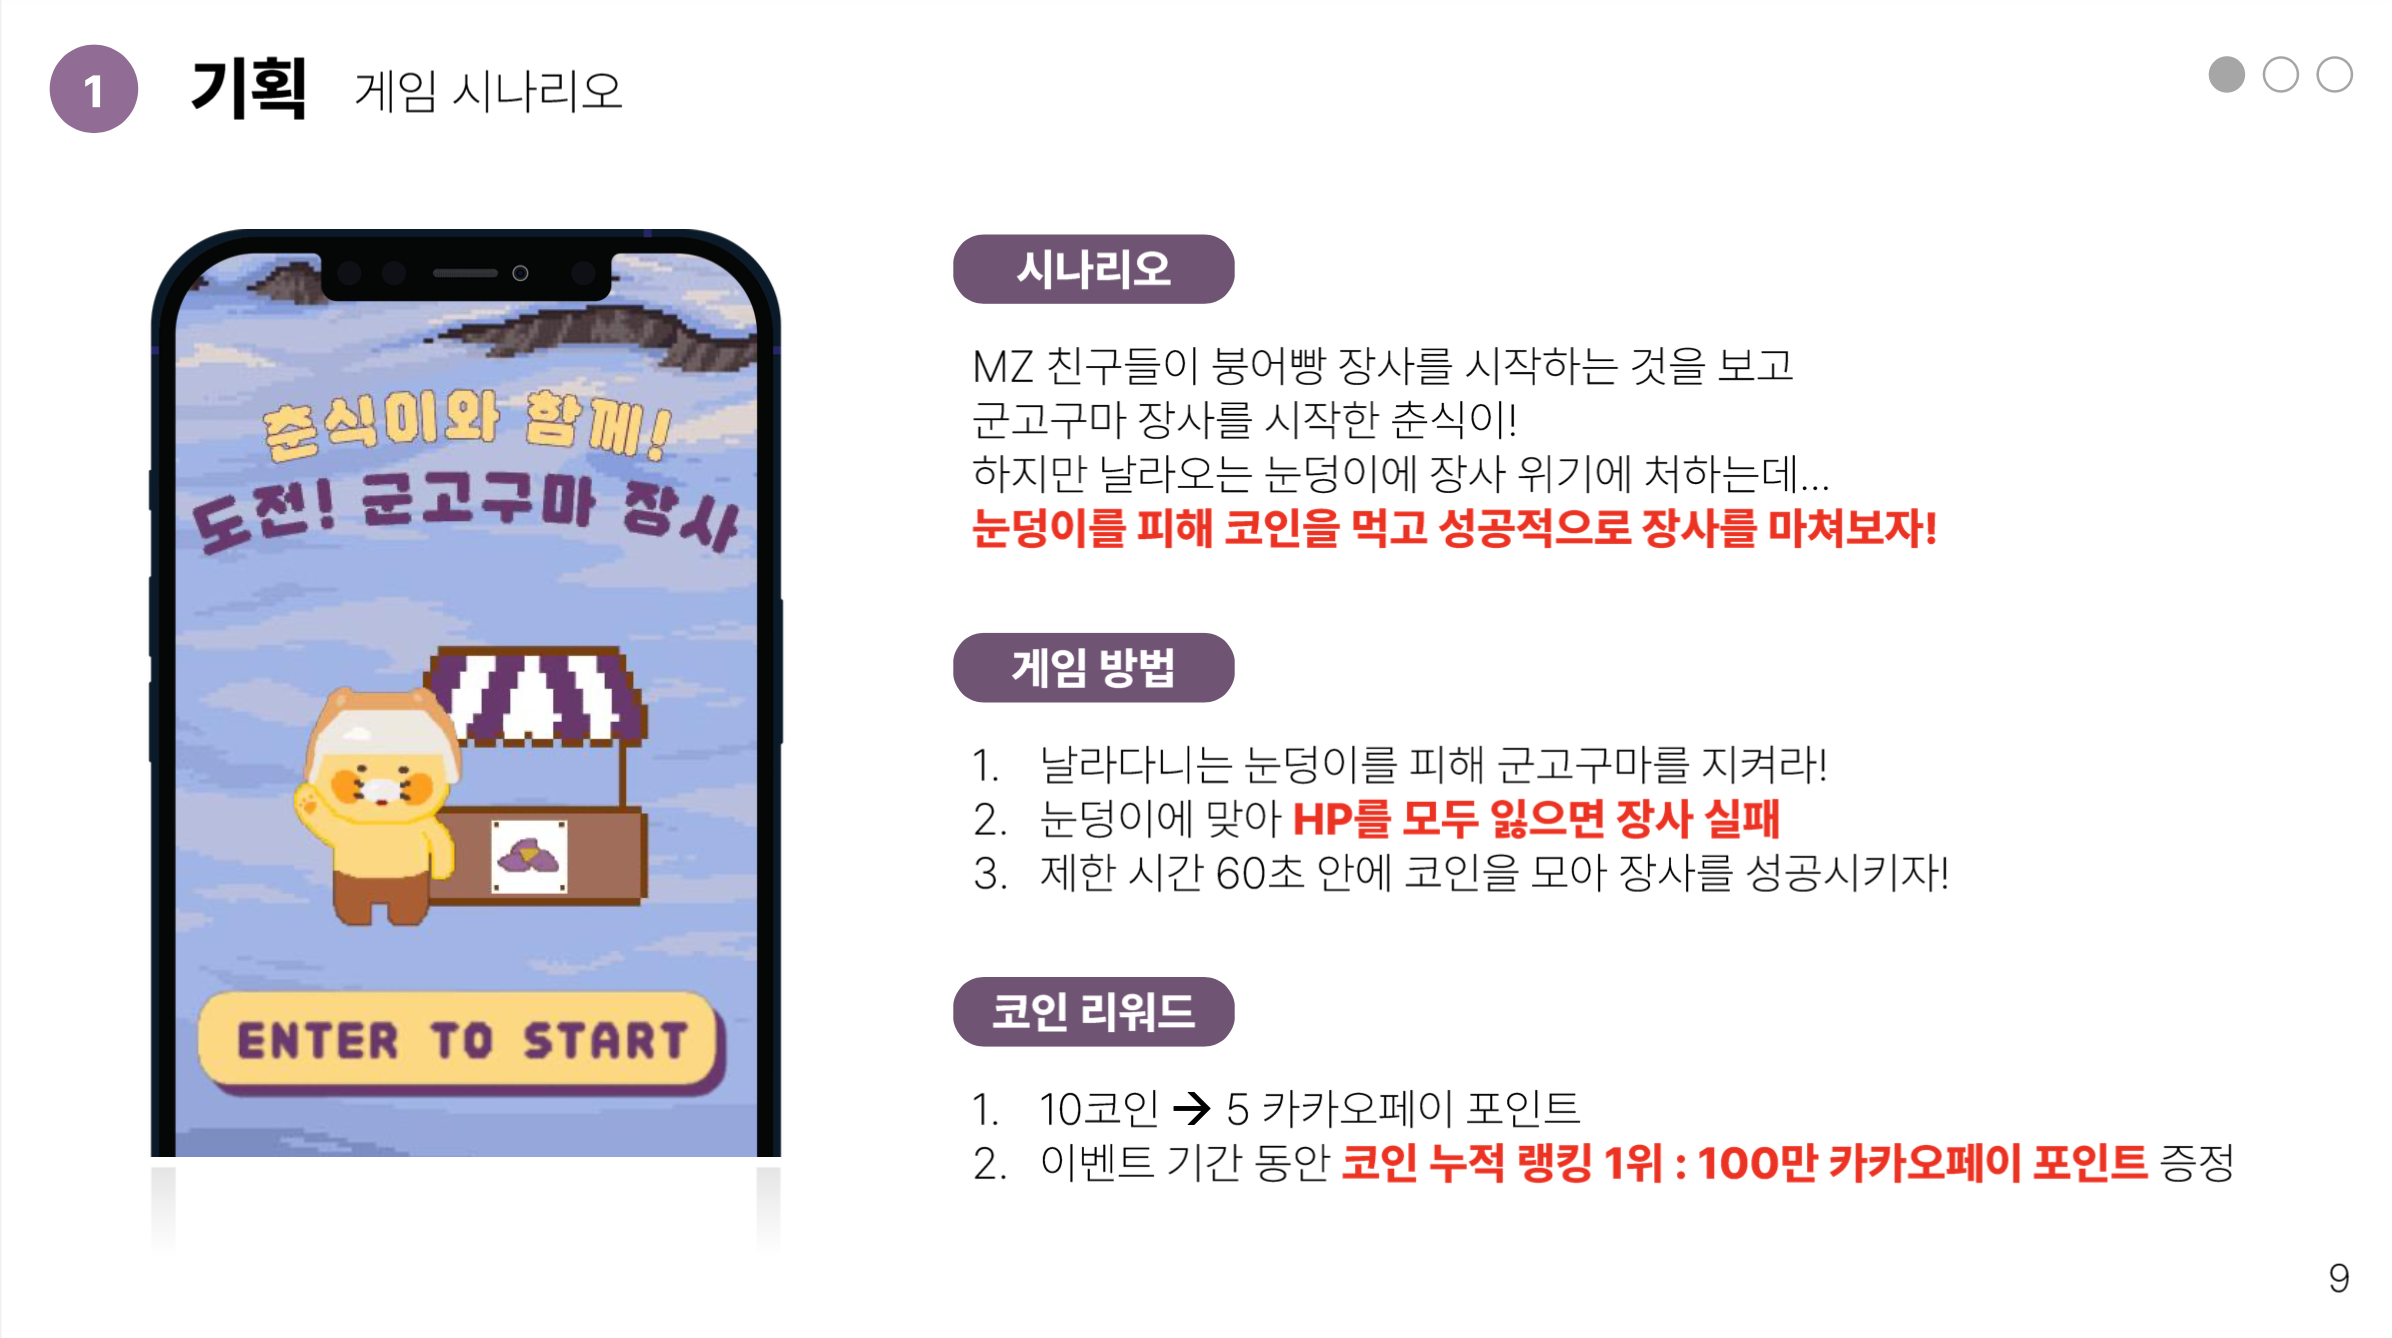 1
기획 게임 시나리오
춘식이와 함께!
도전! 군고구마 장사
ENTER TO START
시나리오
MZ 친구들이 붕어빵 장사를 시작하는 것을 보고
군고구마 장사를 시작한 춘식이!
하지만 날라오는 눈덩이에 장사 위기에 처하는데...
눈덩이를 피해 코인을 먹고 성공적으로 장사를 마쳐보자!
게임 방법
1. 날라다니는 눈덩이를 피해 군고구마를 지켜라!
2. 눈덩이에 맞아 HP를 모두 잃으면 장사 실패
3. 제한 시간 60초 안에 코인을 모아 장사를 성공시키자!
코인 리워드
1. 10코인 → 5 카카오페이 포인트
2. 이벤트 기간 동안 코인 누적 랭킹 1위 : 100만 카카오페이 포인트 증정
9